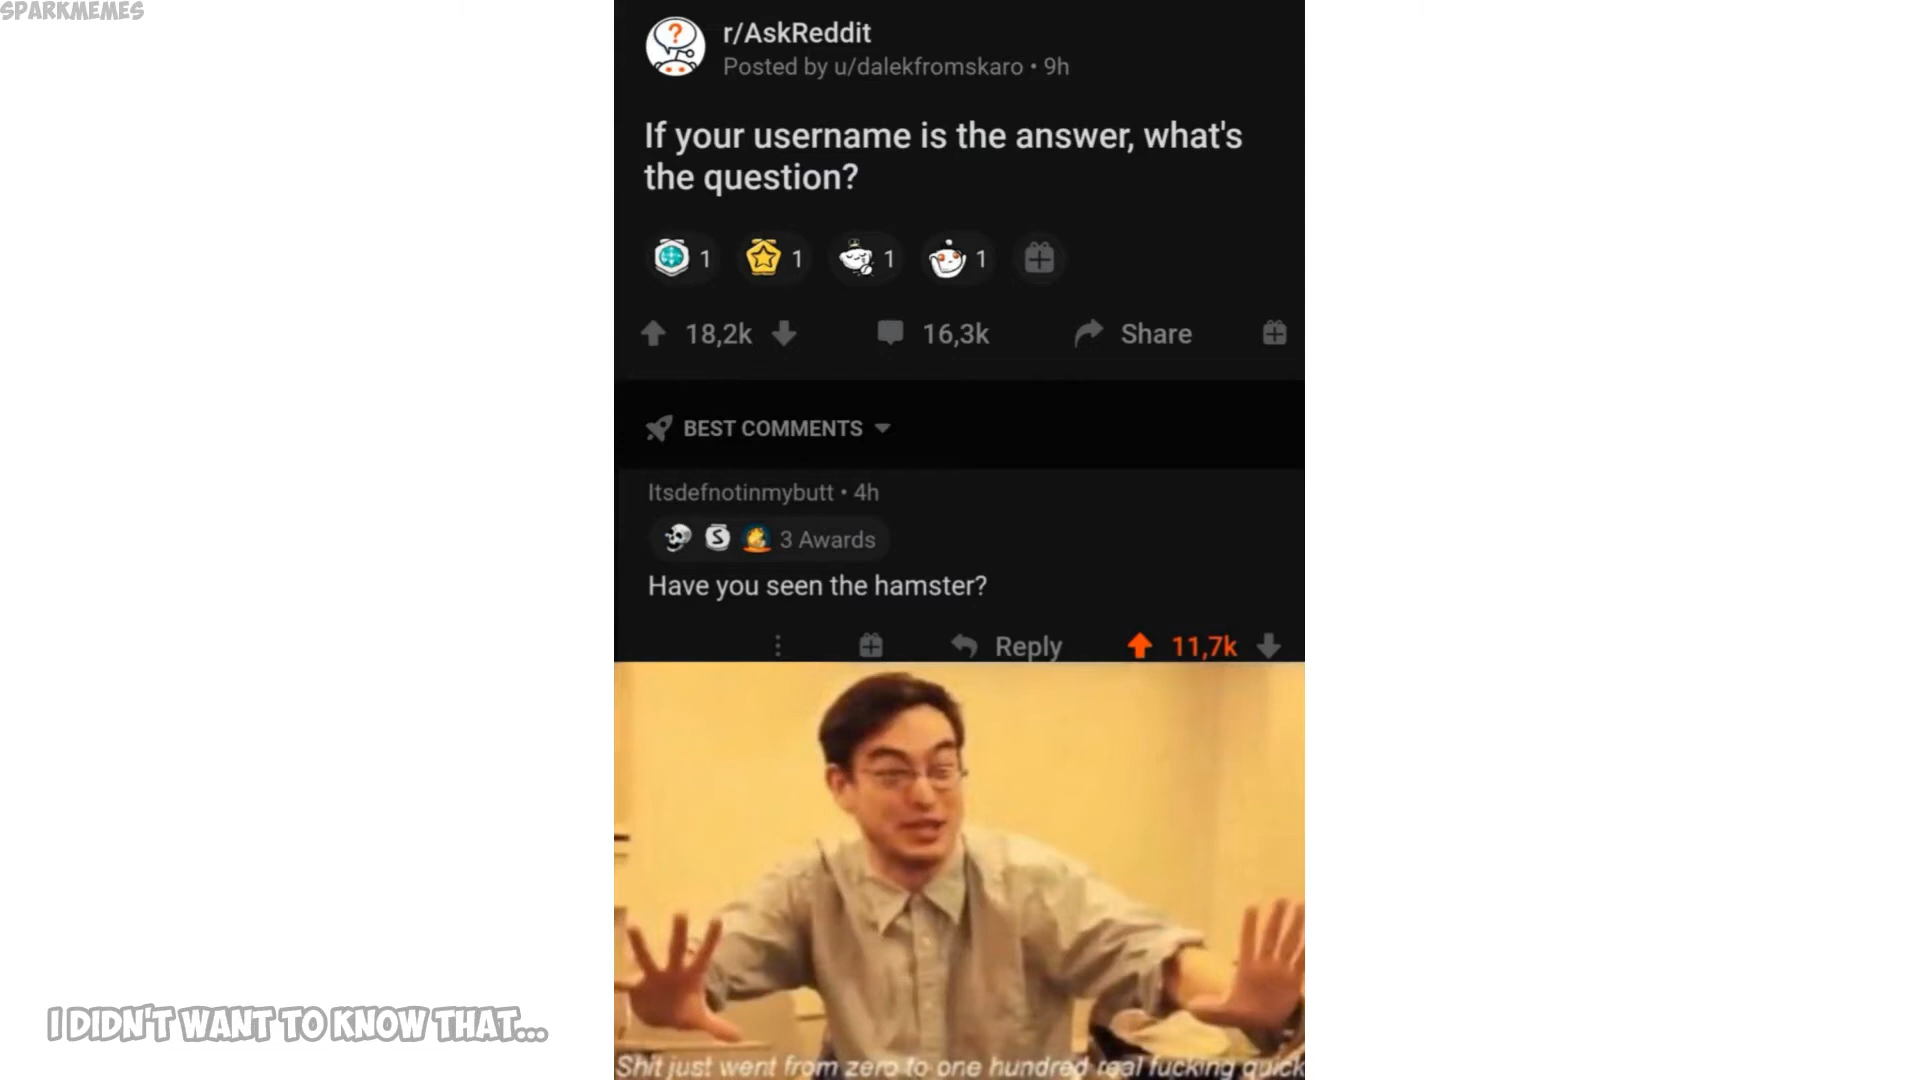 SPARKMEMES
r/AskReddit
Posted by u/dalekfromskaro • 9h
If your username is the answer, what's
the question?
1 1 1 1
18,2k 16,3k Share
BEST COMMENTS
Itsdefnotinmybutt • 4h
S 3 Awards
Have you seen the hamster?
Reply 11,7k
I DIDN'T WANT TO KNOW THAT...
Shit just went from zero to one hundred real fucking quick